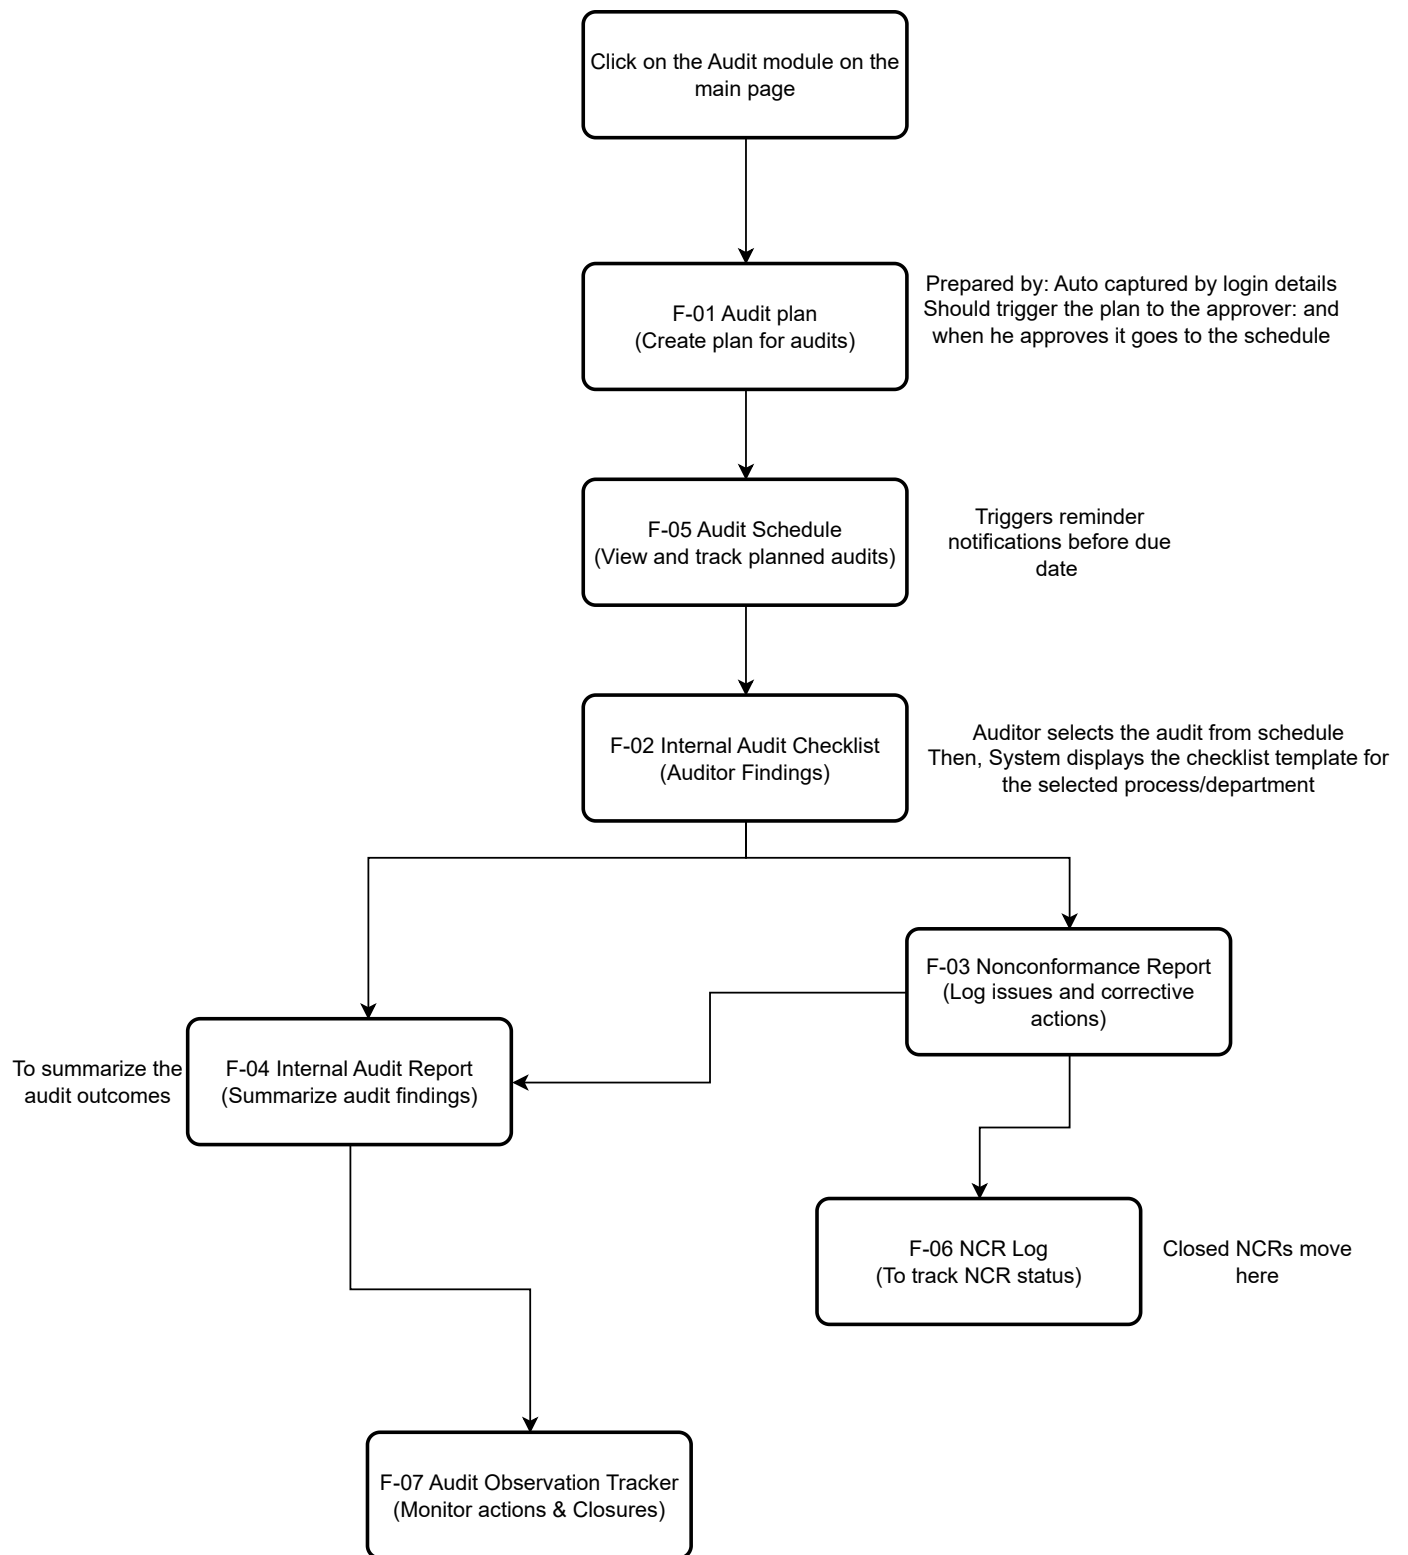 Click on the Audit module on the
main page
F-01 Audit plan
(Create plan for audits)
Prepared by: Auto captured by login details
Should trigger the plan to the approver: and
when he approves it goes to the schedule
F-05 Audit Schedule
(View and track planned audits)
Triggers reminder
notifications before due
date
F-02 Internal Audit Checklist
(Auditor Findings)
Auditor selects the audit from schedule
Then, System displays the checklist template for
the selected process/department
F-03 Nonconformance Report
(Log issues and corrective
actions)
To summarize the
audit outcomes
F-04 Internal Audit Report
(Summarize audit findings)
F-06 NCR Log
(To track NCR status)
Closed NCRs move
here
F-07 Audit Observation Tracker
(Monitor actions & Closures)